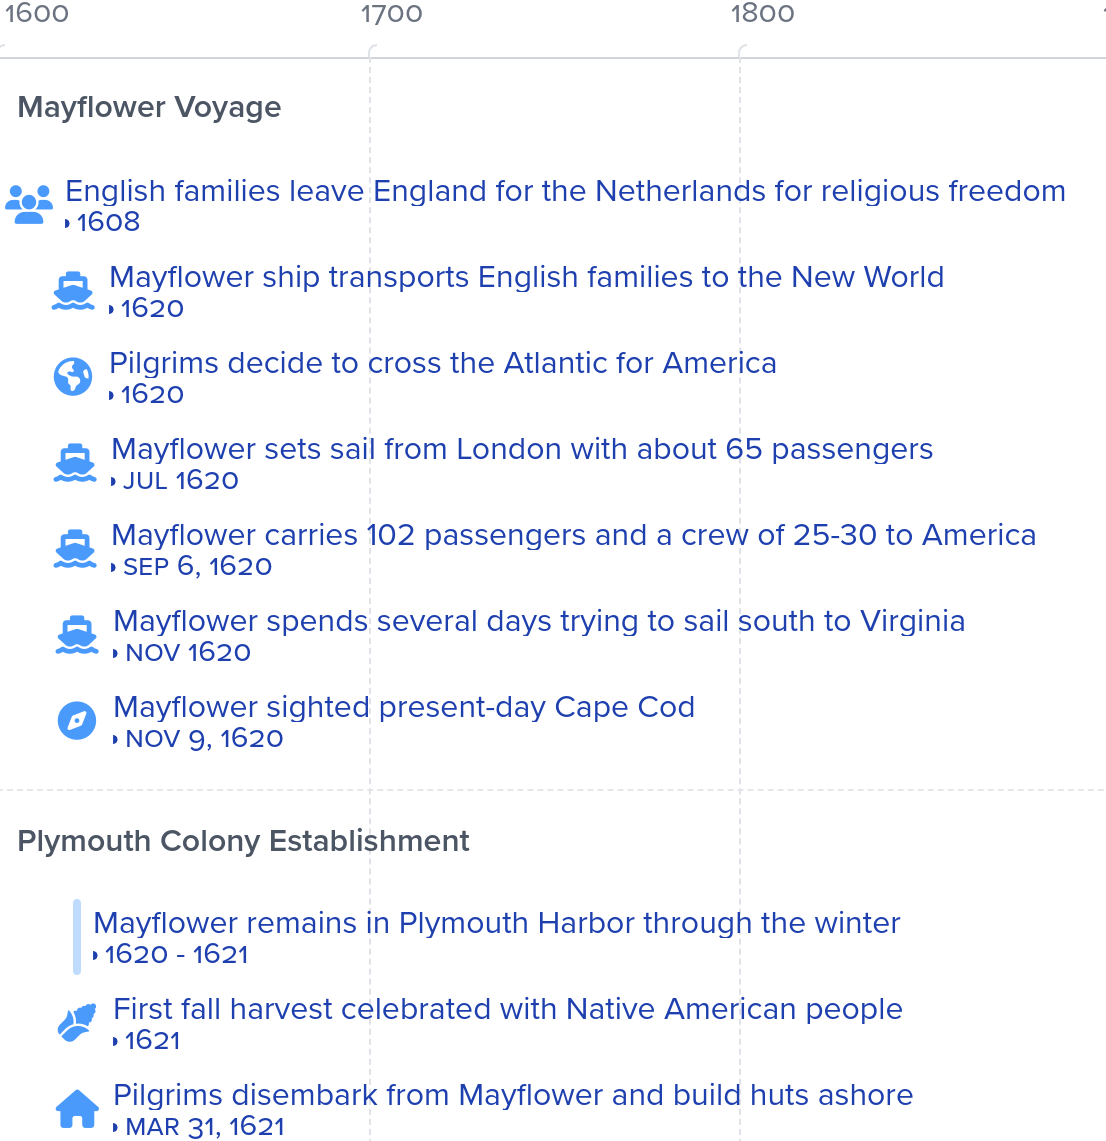 1600 1700 1800
Mayflower Voyage
English families leave England for the Netherlands for religious freedom
1608
Mayflower ship transports English families to the New World
1620
Pilgrims decide to cross the Atlantic for America
1620
Mayflower sets sail from London with about 65 passengers
JUL 1620
Mayflower carries 102 passengers and a crew of 25-30 to America
SEP 6, 1620
Mayflower spends several days trying to sail south to Virginia
NOV 1620
Mayflower sighted present-day Cape Cod
NOV 9, 1620
Plymouth Colony Establishment
Mayflower remains in Plymouth Harbor through the winter
1620 - 1621
First fall harvest celebrated with Native American people
1621
Pilgrims disembark from Mayflower and build huts ashore
MAR 31, 1621